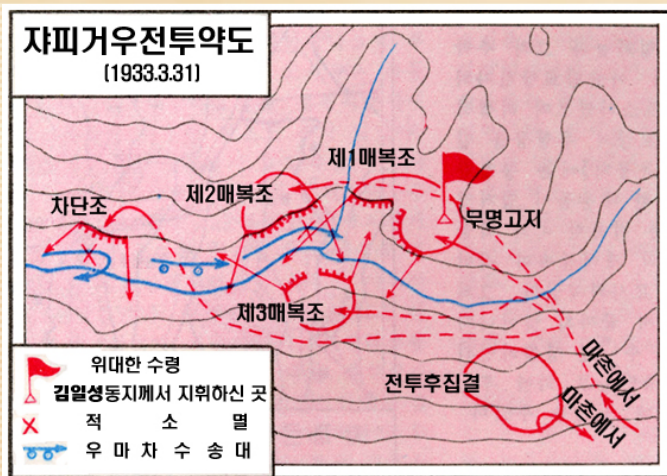 쟈피거우전투약도
(1933.3.31)
제1매복조
제2매복조
차단조
무명고지
제3매복조
마촌에서
마촌에서
전투후집결
위대한 수령
김일성동지께서 지휘하신 곳
적 소 멸
우 마 차 수 송 대